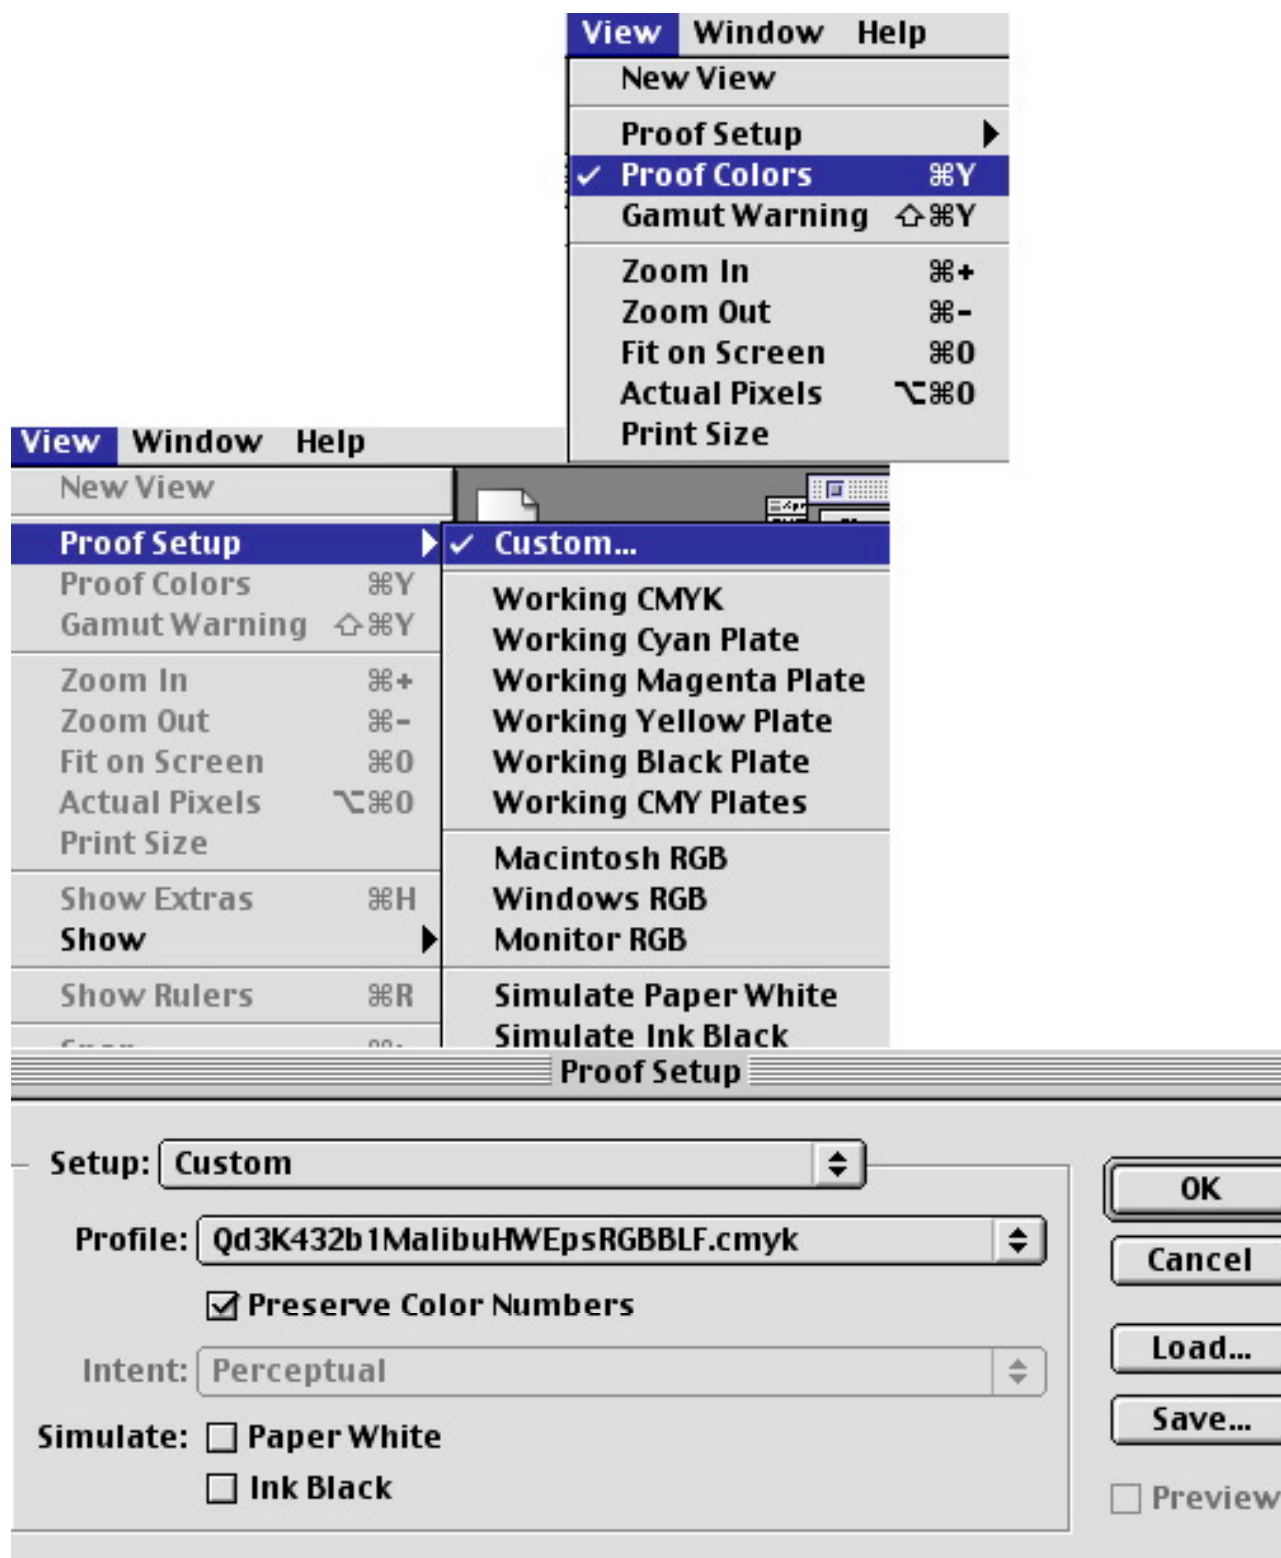 View Window Help
New View
Proof Setup
✓ Proof Colors ⌘Y
Gamut Warning ⇧⌘Y
Zoom In ⌘+
Zoom Out ⌘-
Fit on Screen ⌘0
Actual Pixels ⌥⌘0
Print Size
View Window Help
New View
Proof Setup
Proof Colors ⌘Y
Gamut Warning ⇧⌘Y
Zoom In ⌘+
Zoom Out ⌘-
Fit on Screen ⌘0
Actual Pixels ⌥⌘0
Print Size
Show Extras ⌘H
Show
Show Rulers ⌘R
✓ Custom...
Working CMYK
Working Cyan Plate
Working Magenta Plate
Working Yellow Plate
Working Black Plate
Working CMY Plates
Macintosh RGB
Windows RGB
Monitor RGB
Simulate Paper White
Simulate Ink Black
Proof Setup
Setup: Custom
Profile: Qd3K432b1MalibuHWEpsRGBBLF.cmyk
Preserve Color Numbers
Intent: Perceptual
Simulate: Paper White
Ink Black
OK
Cancel
Load...
Save...
Preview